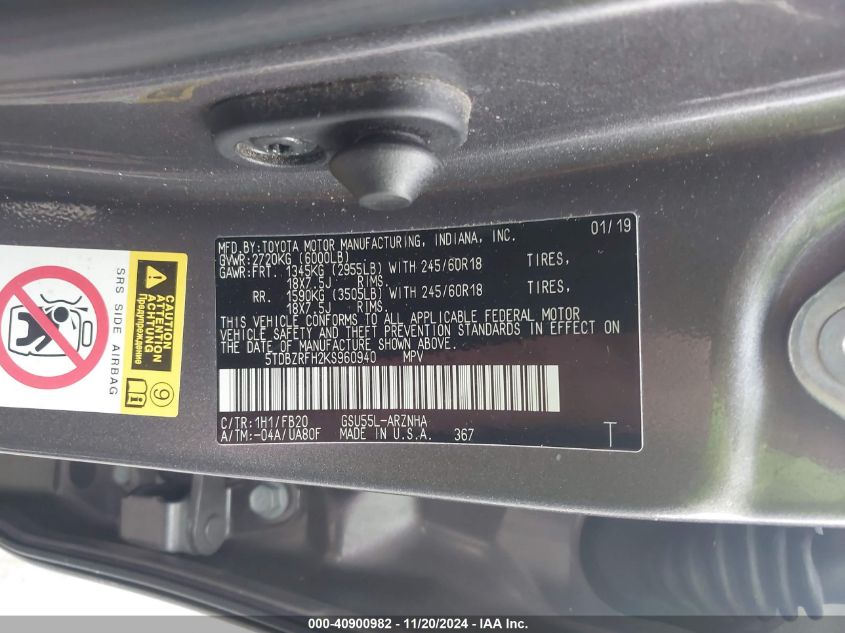 MFD.BY:TOYOTA MOTOR MANUFACTURING, INDIANA, INC. 01/19
GVWR:2720KG (6000LB)
GAWR:FRT. 1345KG (2955LB) WITH 245/60R18 TIRES,
18X7.5J RIMS.
RR. 1590KG (3505LB) WITH 245/60R18 TIRES,
18X7.5J RIMS.
THIS VEHICLE CONFORMS TO ALL APPLICABLE FEDERAL MOTOR
VEHICLE SAFETY AND THEFT PREVENTION STANDARDS IN EFFECT ON
THE DATE OF MANUFACTURE SHOWN ABOVE.
5TDBZRFH2KS960940 MPV
C/TR:1H1/FB20 GSU55L-ARZNHA
A/TM:-04A/UA80F MADE IN U.S.A. 367 T
SRS SIDE AIRBAG
CAUTION
ATTENTION
ACHTUNG
Предупреждение
i
9
000-40900982 - 11/20/2024 - IAA Inc.